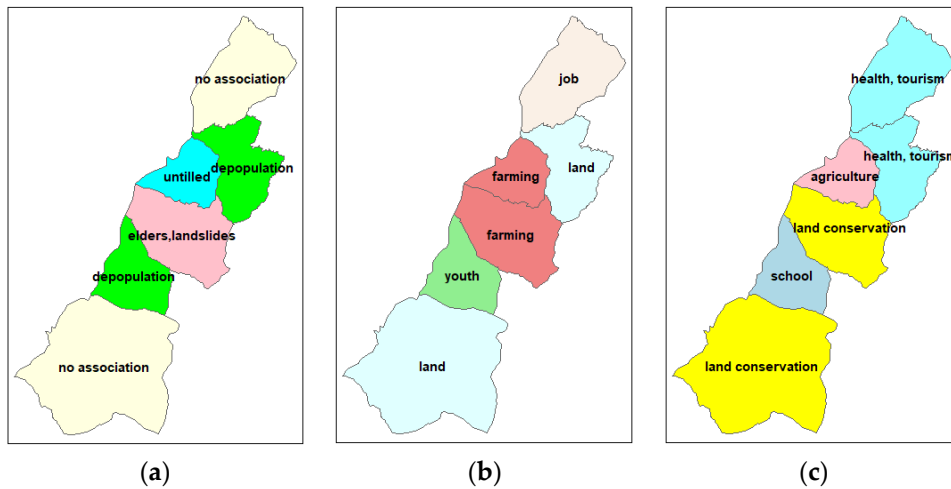 no association
depopulation
untilled
elders,landslides
depopulation
no association
(a)
job
land
farming
farming
youth
land
(b)
health, tourism
health, tourism
agriculture
land conservation
school
land conservation
(c)